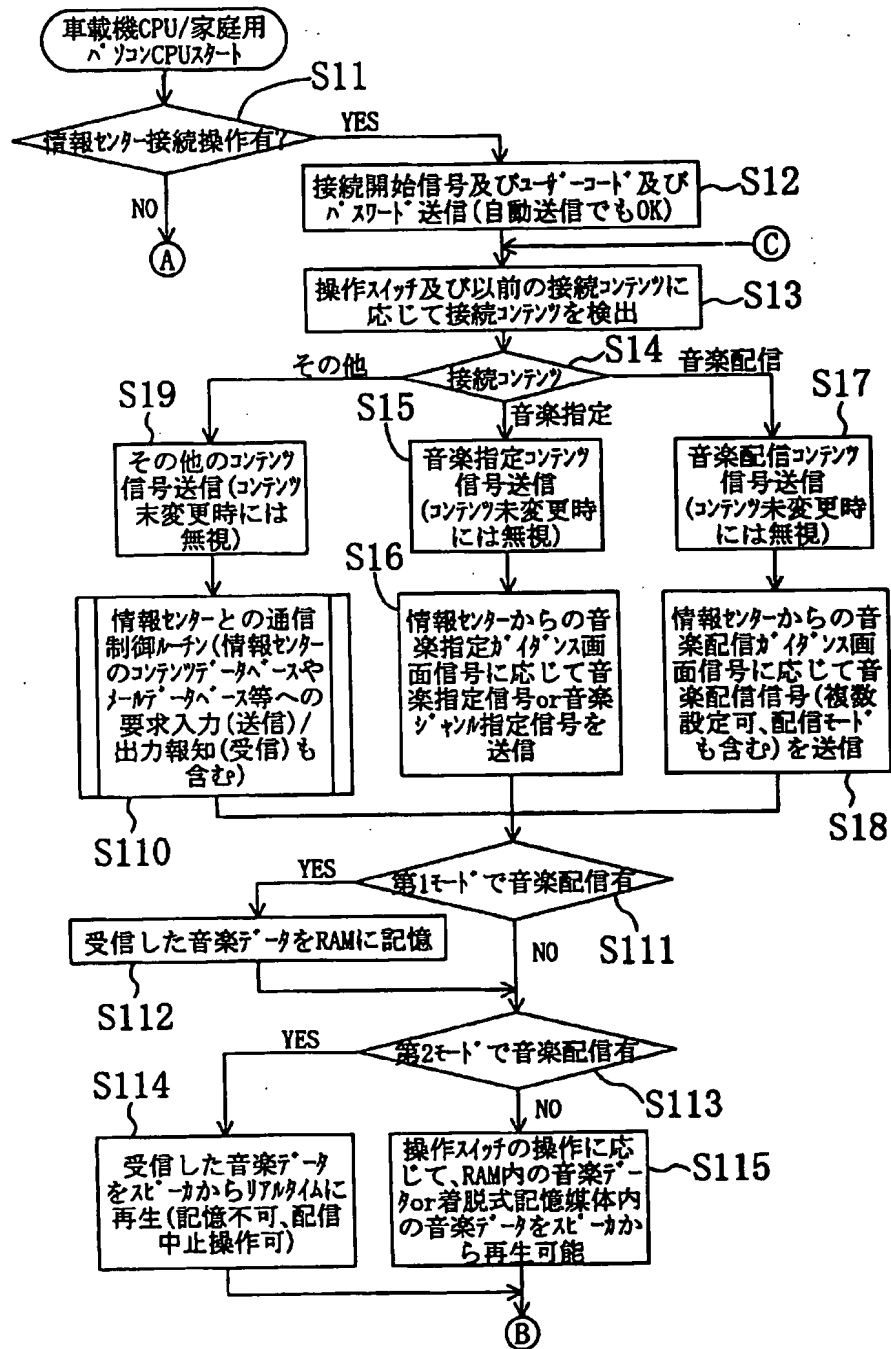 車載機CPU/家庭用
パソコンCPUスタート
S11
情報センター接続操作有?
YES
NO
A
接続開始信号及びユーザーコード及び
パスワード送信(自動送信でもOK)
S12
C
操作スイッチ及び以前の接続コンテンツに
応じて接続コンテンツを検出
S13
S14
接続コンテンツ
その他
音楽指定
音楽配信
S19
その他のコンテンツ
信号送信(コンテンツ
末変更時には
無視)
S15
音楽指定コンテンツ
信号送信
(コンテンツ未変更時
には無視)
S17
音楽配信コンテンツ
信号送信
(コンテンツ未変更時
には無視)
情報センターとの通信
制御ルーチン(情報センター
のコンテンツデータベースや
メールデータベース等への
要求入力(送信)/
出力報知(受信)も
含む)
S110
S16
情報センターからの音
楽指定ガイダンス画
面信号に応じて音
楽指定信号or音楽
ジャンル指定信号を
送信
情報センターからの音
楽配信ガイダンス画
面信号に応じて音
楽配信信号(複数
設定可、配信モード
も含む)を送信
S18
第1モードで音楽配信有
YES
NO
S111
受信した音楽データをRAMに記憶
S112
第2モードで音楽配信有
YES
NO
S113
S114
受信した音楽データ
をスピーカからリアルタイムに
再生(記憶不可、配信
中止操作可)
操作スイッチの操作に応
じて、RAM内の音楽デー
タor着脱式記憶媒体内
の音楽データをスピーカか
ら再生可能
S115
B